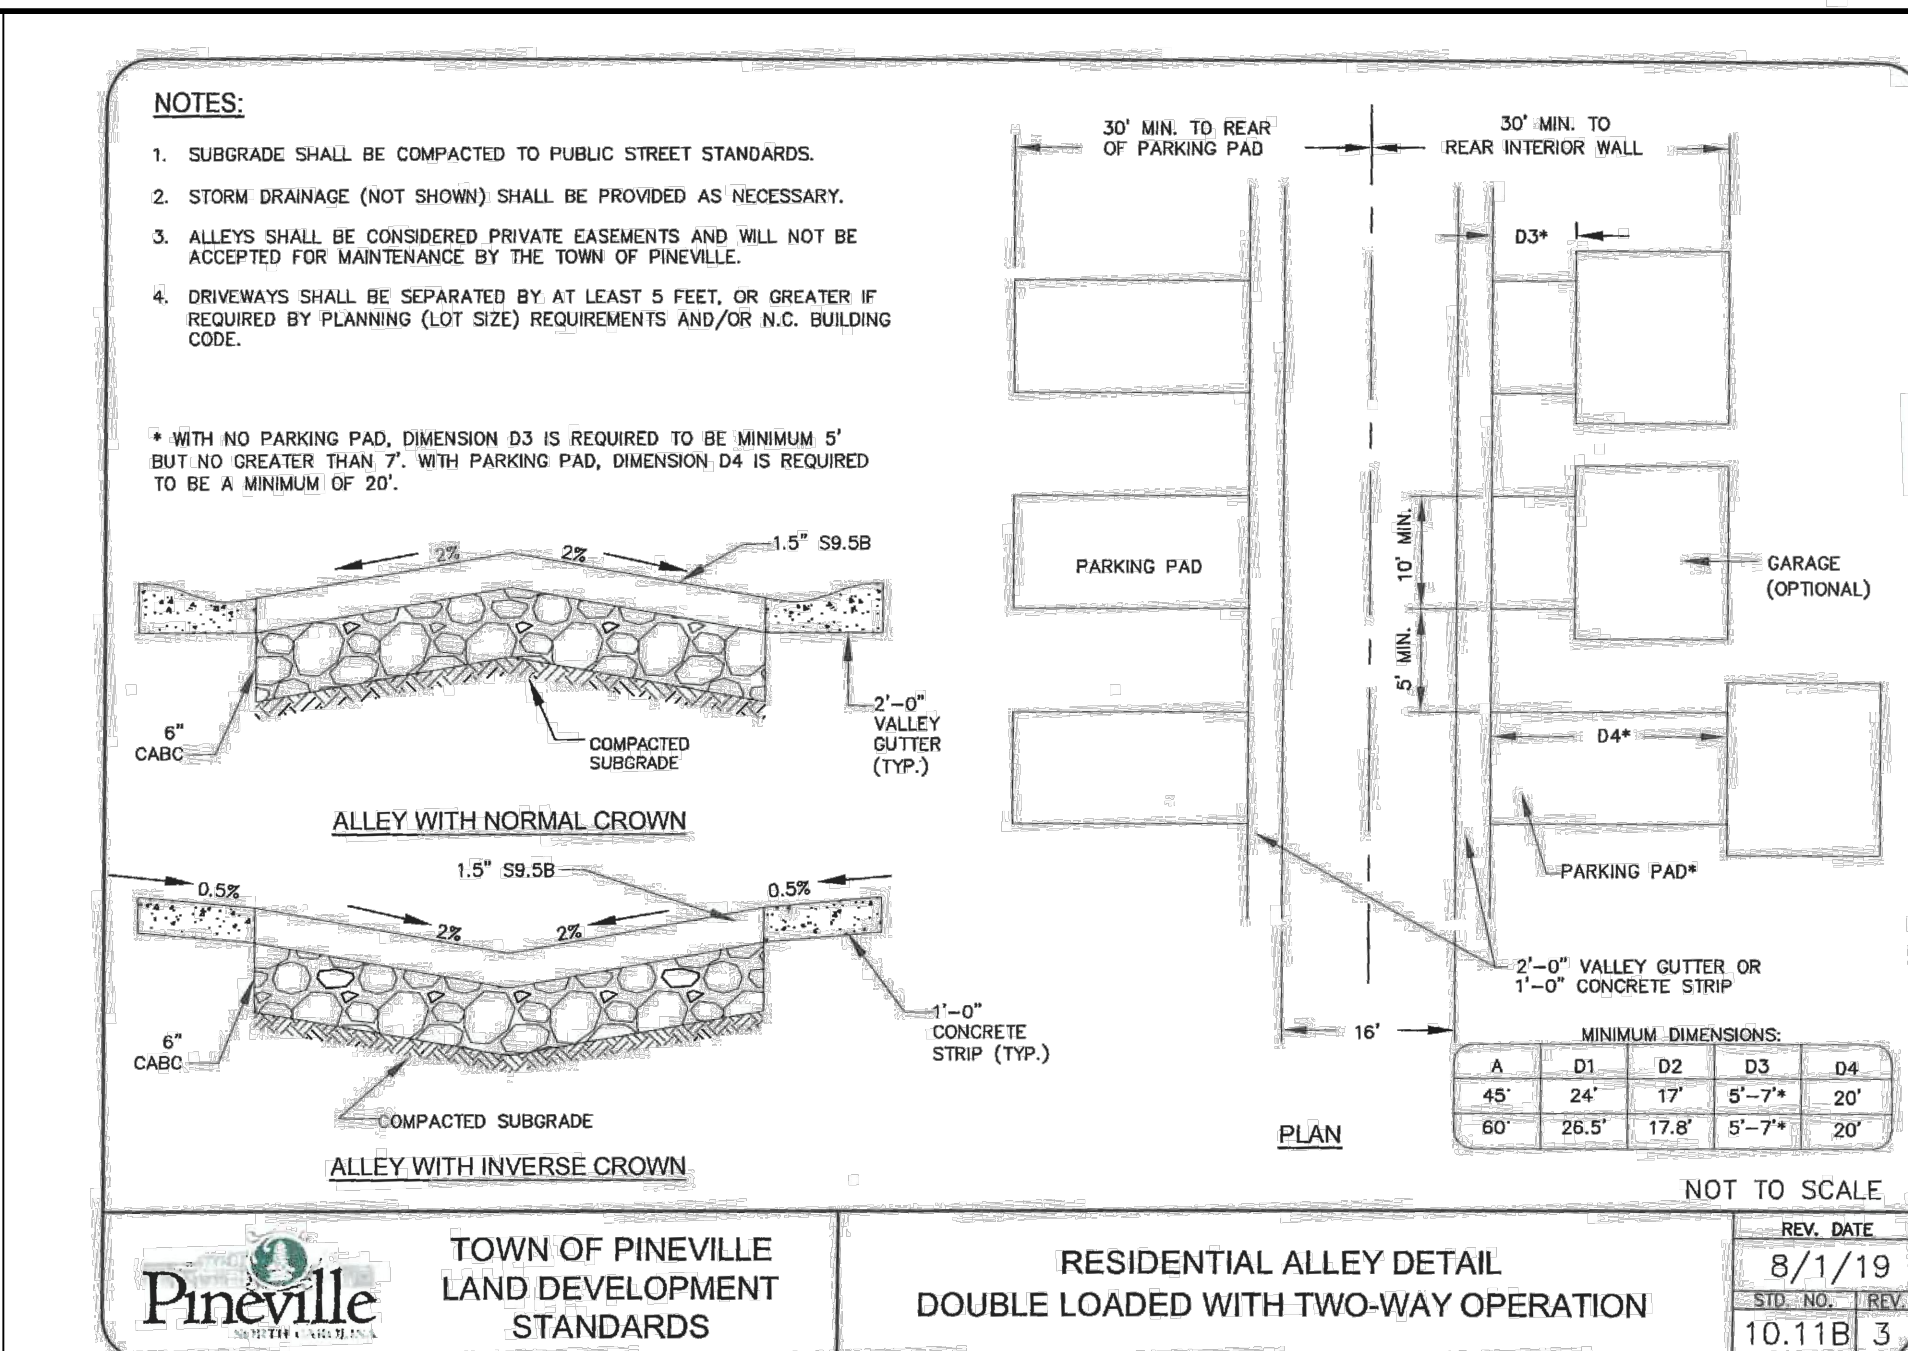 NOTES:
1. SUBGRADE SHALL BE COMPACTED TO PUBLIC STREET STANDARDS.
2. STORM DRAINAGE (NOT SHOWN) SHALL BE PROVIDED AS NECESSARY.
3. ALLEYS SHALL BE CONSIDERED PRIVATE EASEMENTS AND WILL NOT BE
ACCEPTED FOR MAINTENANCE BY THE TOWN OF PINEVILLE.
4. DRIVEWAYS SHALL BE SEPARATED BY AT LEAST 5 FEET, OR GREATER IF
REQUIRED BY PLANNING (LOT SIZE) REQUIREMENTS AND/OR N.C. BUILDING
CODE.
* WITH NO PARKING PAD, DIMENSION D3 IS REQUIRED TO BE MINIMUM 5'
BUT NO GREATER THAN 7'. WITH PARKING PAD, DIMENSION D4 IS REQUIRED
TO BE A MINIMUM OF 20'.
2% 2% 1.5" S9.5B
6"
CABC
COMPACTED
SUBGRADE
2'-0"
VALLEY
GUTTER
(TYP.)
ALLEY WITH NORMAL CROWN
1.5" S9.5B
0.5% 0.5%
2% 2%
6"
CABC
1'-0"
CONCRETE
STRIP (TYP.)
COMPACTED SUBGRADE
ALLEY WITH INVERSE CROWN
30' MIN. TO REAR
OF PARKING PAD
30' MIN. TO
REAR INTERIOR WALL
D3*
PARKING PAD
10' MIN.
5' MIN.
GARAGE
(OPTIONAL)
D4*
PARKING PAD*
2'-0" VALLEY GUTTER OR
1'-0" CONCRETE STRIP
16'
PLAN
MINIMUM DIMENSIONS:
A D1 D2 D3 D4
45° 24' 17' 5'-7'* 20'
60° 26.5' 17.8' 5'-7'* 20'
NOT TO SCALE
Pineville
NORTH CAROLINA
TOWN OF PINEVILLE
LAND DEVELOPMENT
STANDARDS
RESIDENTIAL ALLEY DETAIL
DOUBLE LOADED WITH TWO-WAY OPERATION
REV. DATE
8/1/19
STD. NO. REV.
10.11B 3